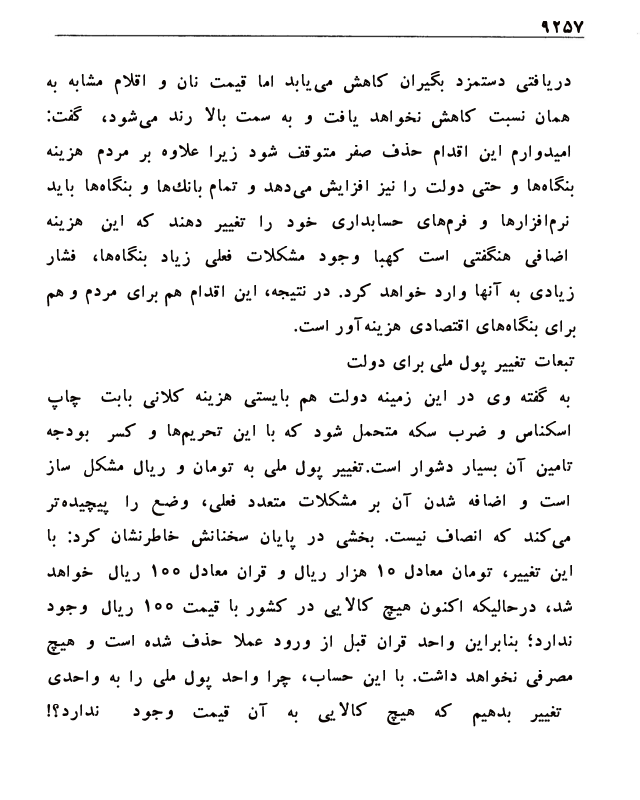 ۹۲۵۷
دریافتی دستمزد بگیران کاهش می‌یابد اما قیمت نان و اقلام مشابه به
همان نسبت کاهش نخواهد یافت و به سمت بالا رند می‌شود، گفت:
امیدوارم این اقدام حذف صفر متوقف شود زیرا علاوه بر مردم هزینه
بنگاه‌ها و حتی دولت را نیز افزایش می‌دهد و تمام بانك‌ها و بنگاه‌ها باید
نرم‌افزارها و فرم‌های حسابداری خود را تغییر دهند که این هزینه
اضافی هنگفتی است کهبا وجود مشکلات فعلی زیاد بنگاه‌ها، فشار
زیادی به آنها وارد خواهد کرد. در نتیجه، این اقدام هم برای مردم و هم
برای بنگاه‌های اقتصادی هزینه‌آور است.
تبعات تغییر پول ملی برای دولت
به گفته وی در این زمینه دولت هم بایستی هزینه کلانی بابت چاپ
اسکناس و ضرب سکه متحمل شود که با این تحریم‌ها و کسر بودجه
تامین آن بسیار دشوار است.تغییر پول ملی به تومان و ریال مشکل ساز
است و اضافه شدن آن بر مشکلات متعدد فعلی، وضع را پیچیده‌تر
می‌کند که انصاف نیست. بخشی در پایان سخنانش خاطرنشان کرد: با
این تغییر، تومان معادل ۱۰ هزار ریال و قران معادل ۱۰۰ ریال خواهد
شد، درحالیکه اکنون هیچ کالایی در کشور با قیمت ۱۰۰ ریال وجود
ندارد؛ بنابراین واحد قران قبل از ورود عملا حذف شده است و هیچ
مصرفی نخواهد داشت. با این حساب، چرا واحد پول ملی را به واحدی
تغییر بدهیم که هیچ کالایی به آن قیمت وجود ندارد؟!